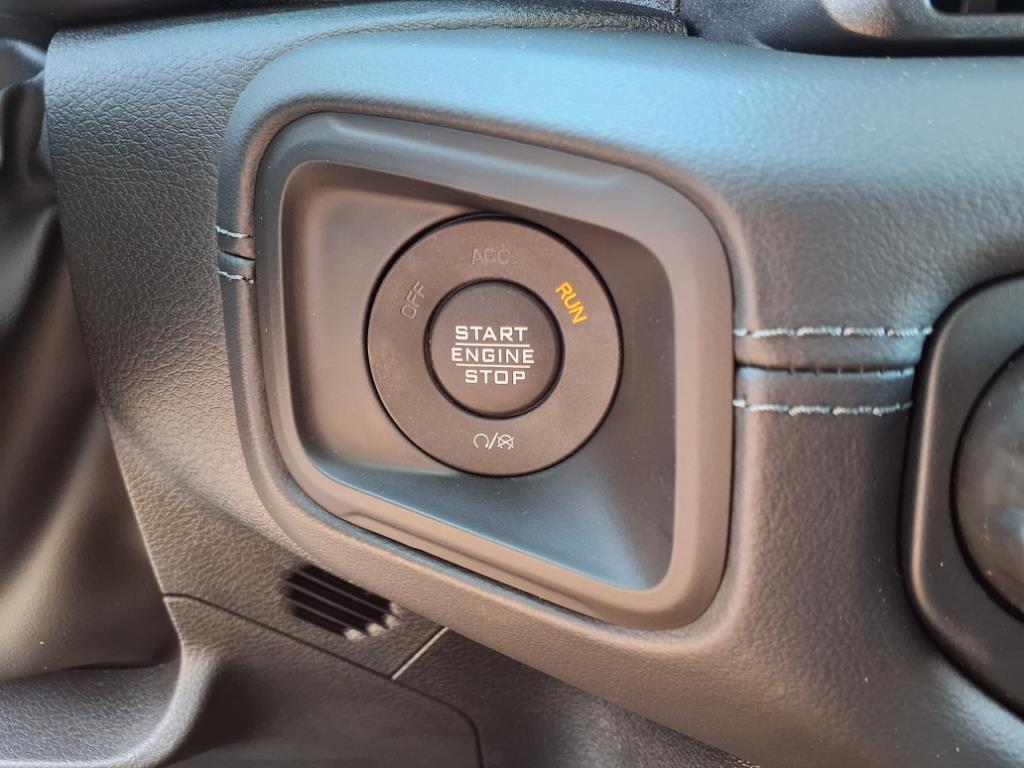 ACC
OFF
RUN
START
ENGINE
STOP